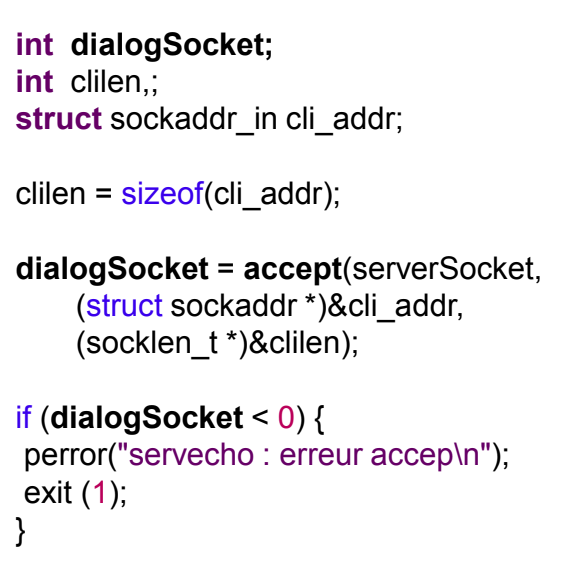 int dialogSocket;
int clilen,;
struct sockaddr_in cli_addr;
clilen = sizeof(cli_addr);
dialogSocket = accept(serverSocket,
(struct sockaddr *)&cli_addr,
(socklen_t *)&clilen);
if (dialogSocket < 0) {
perror("servecho : erreur accep\n");
exit (1);
}